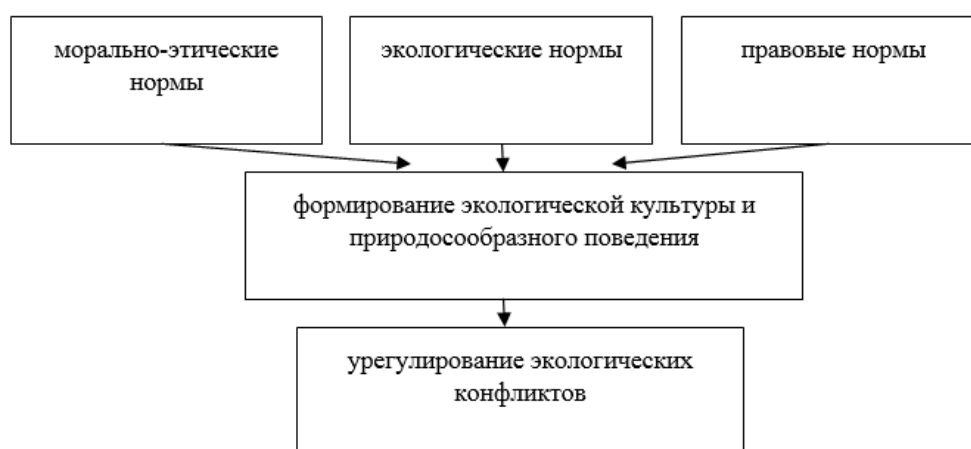 морально-этические
нормы
экологические нормы
правовые нормы
формирование экологической культуры и
природосообразного поведения
урегулирование экологических
конфликтов